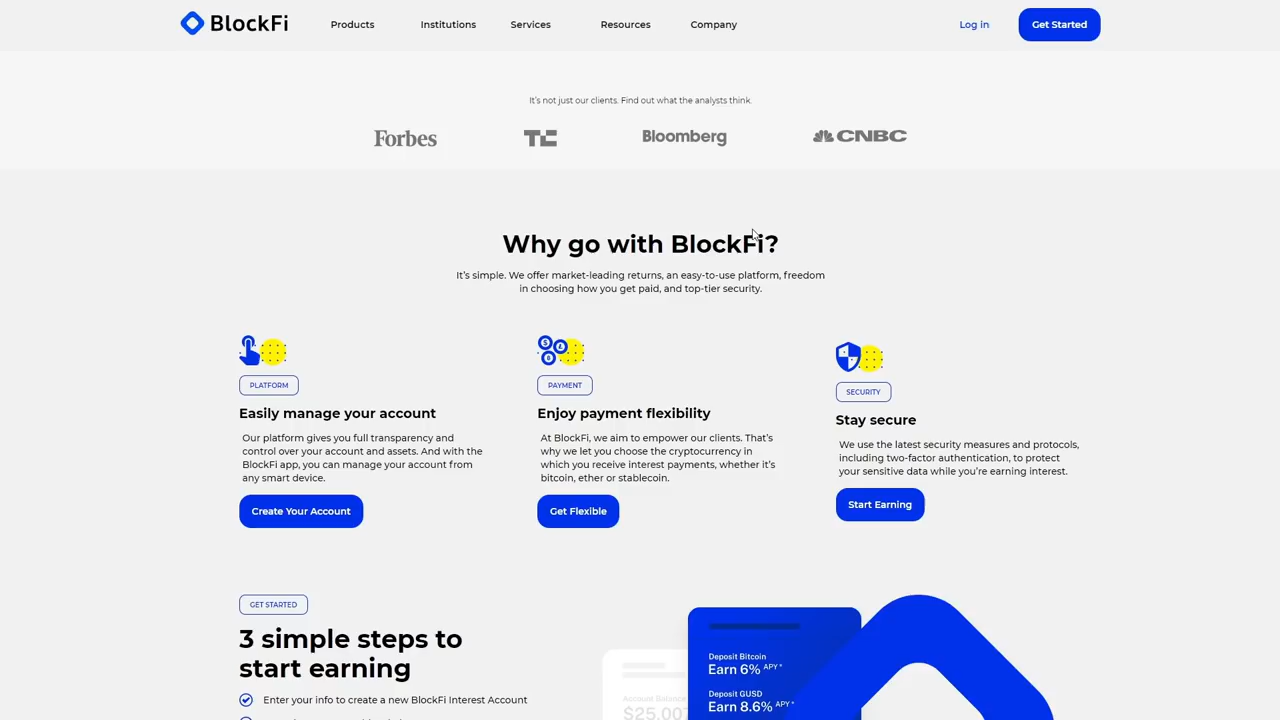 BlockFi
Products
Institutions
Services
Resources
Company
Log in
Get Started
It's not just our clients. Find out what the analysts think.
Forbes
TC
Bloomberg
CNBC
Why go with BlockFi?
It's simple. We offer market-leading returns, an easy-to-use platform, freedom
in choosing how you get paid, and top-tier security.
PLATFORM
Easily manage your account
Our platform gives you full transparency and
control over your account and assets. And with the
BlockFi app, you can manage your account from
any smart device.
Create Your Account
PAYMENT
Enjoy payment flexibility
At BlockFi, we aim to empower our clients. That's
why we let you choose the cryptocurrency in
which you receive interest payments, whether it's
bitcoin, ether or stablecoin.
Get Flexible
SECURITY
Stay secure
We use the latest security measures and protocols,
including two-factor authentication, to protect
your sensitive data while you're earning interest.
Start Earning
GET STARTED
3 simple steps to
start earning
Enter your info to create a new BlockFi Interest Account
Account Balance
$25,007
Deposit Bitcoin
Earn 6% APY*
Deposit GUSD
Earn 8.6% APY*